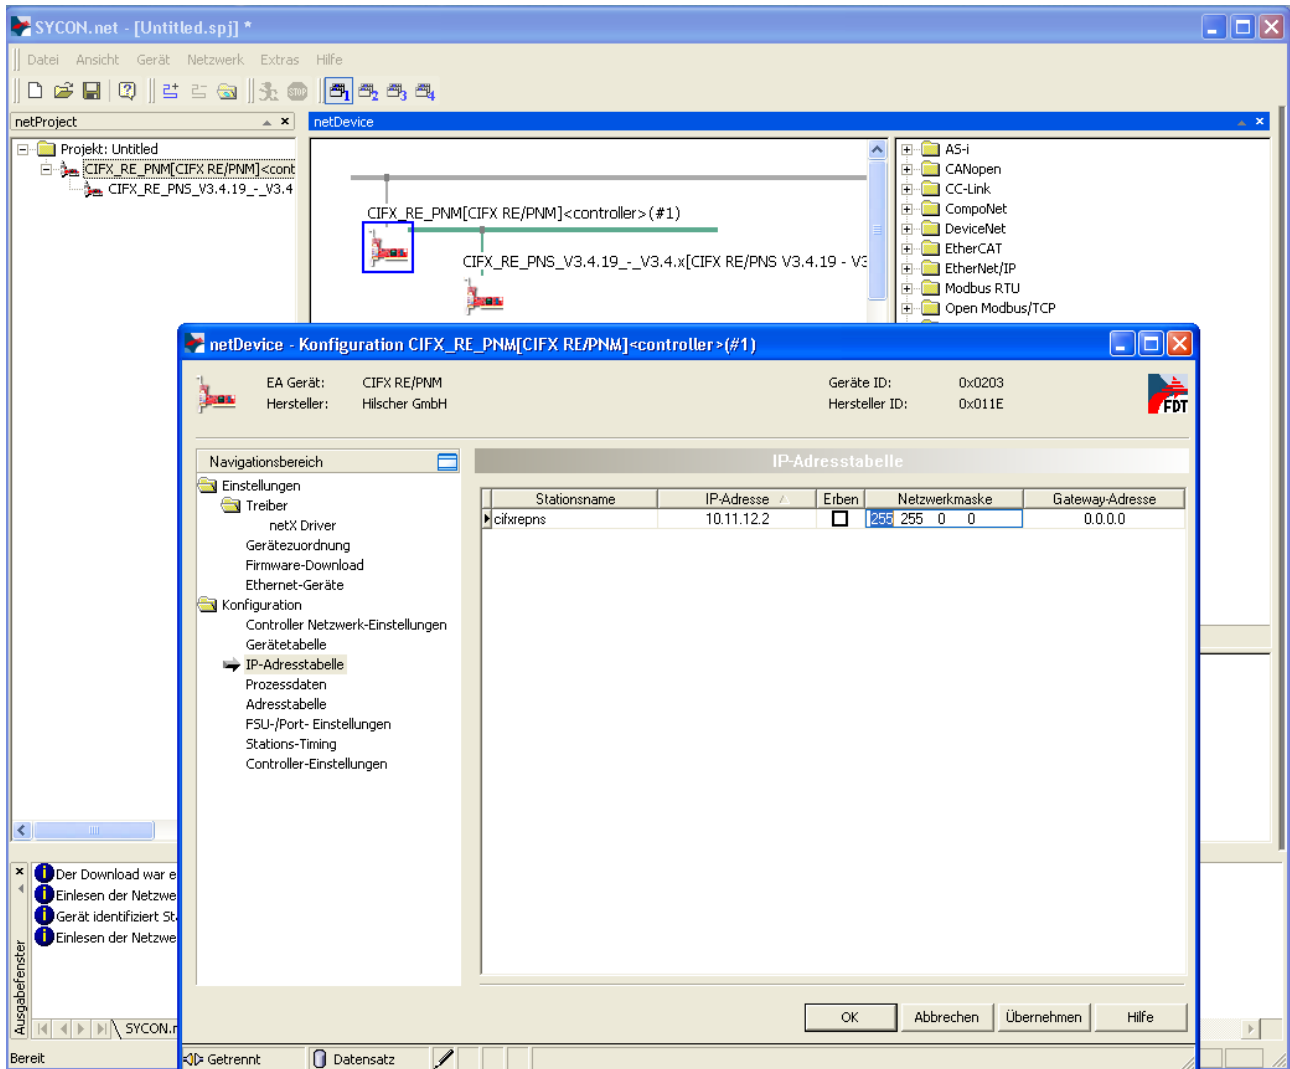 SYCON.net - [Untitled.spj] *
Datei Ansicht Gerät Netzwerk Extras Hilfe
netProject
Projekt: Untitled
CIFX_RE_PNM[CIFX RE/PNM]<cont
CIFX_RE_PNS_V3.4.19_-_V3.4
netDevice
CIFX_RE_PNM[CIFX RE/PNM]<controller>(#1)
CIFX_RE_PNS_V3.4.19_-_V3.4.x[CIFX RE/PNS V3.4.19 - V3
AS-i
CANopen
CC-Link
CompoNet
DeviceNet
EtherCAT
EtherNet/IP
Modbus RTU
Open Modbus/TCP
netDevice - Konfiguration CIFX_RE_PNM[CIFX RE/PNM]<controller>(#1)
EA Gerät: CIFX RE/PNM Geräte ID: 0x0203
Hersteller: Hilscher GmbH Hersteller ID: 0x011E
FDT
Navigationsbereich
Einstellungen
Treiber
netX Driver
Gerätezuordnung
Firmware-Download
Ethernet-Geräte
Konfiguration
Controller Netzwerk-Einstellungen
Gerätetabelle
IP-Adresstabelle
Prozessdaten
Adresstabelle
FSU-/Port- Einstellungen
Stations-Timing
Controller-Einstellungen
IP-Adresstabelle
Stationsname IP-Adresse Erben Netzwerkmaske Gateway-Adresse
cifxrepns 10.11.12.2 255 255 0 0 0.0.0.0
OK Abbrechen Übernehmen Hilfe
Getrennt Datensatz
Der Download war e
Einlesen der Netzwe
Gerät identifiziert St
Einlesen der Netzwe
Ausgabefenster
SYCON.n
Bereit